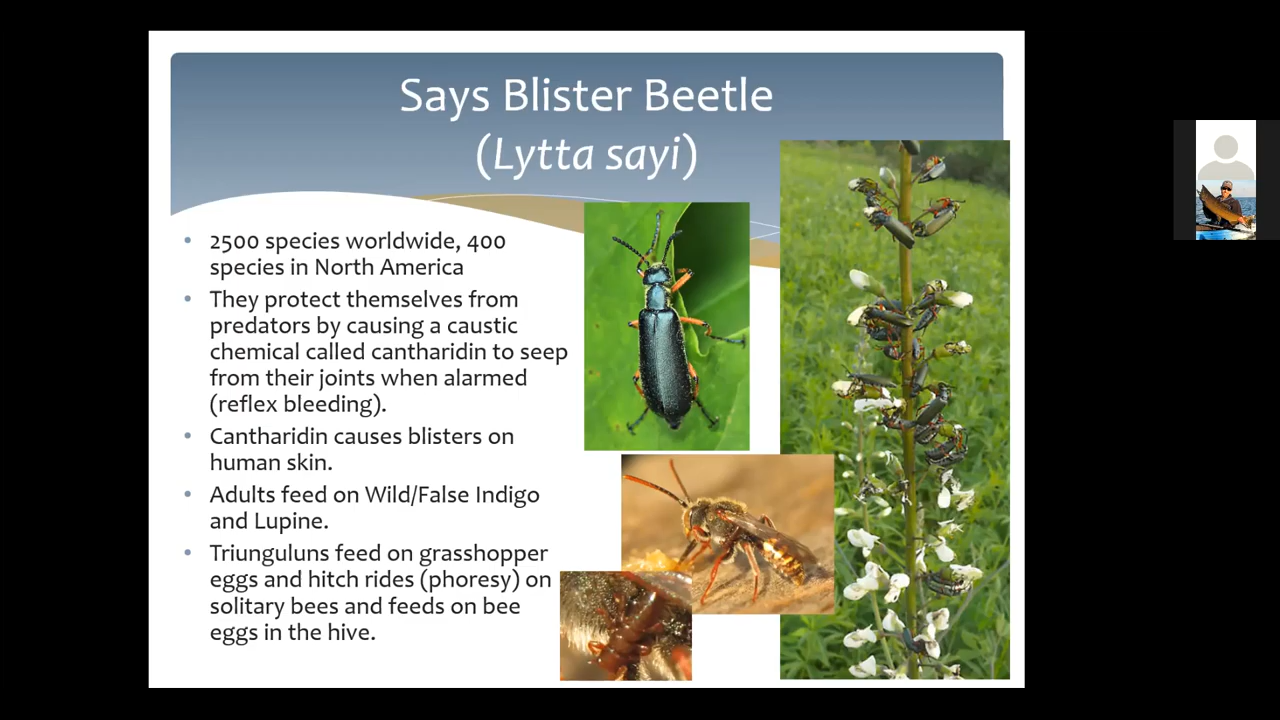 Says Blister Beetle
(Lytta sayi)
2500 species worldwide, 400
species in North America
They protect themselves from
predators by causing a caustic
chemical called cantharidin to seep
from their joints when alarmed
(reflex bleeding).
Cantharidin causes blisters on
human skin.
Adults feed on Wild/False Indigo
and Lupine.
Triunguluns feed on grasshopper
eggs and hitch rides (phoresy) on
solitary bees and feeds on bee
eggs in the hive.